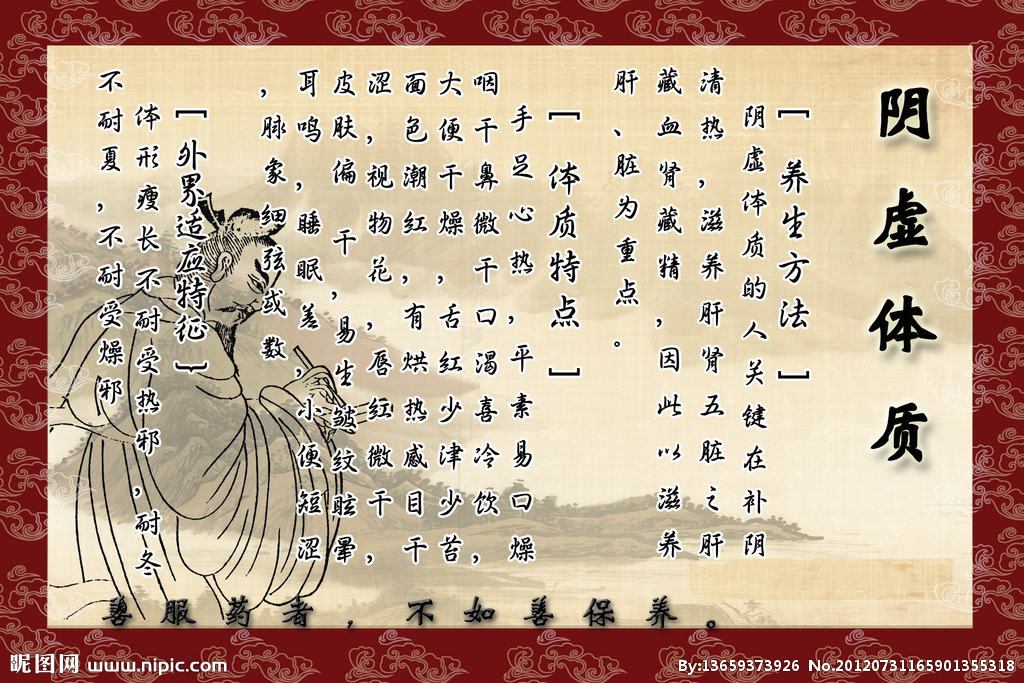 阴虚体质
[养生方法]
阴虚体质的人关键在补阴
清热，滋养肝肾五脏之肝
藏血肾藏精，因此以滋养
肝、脏为重点。
[体质特点]
手足心热，平素易口燥
咽干鼻微干口渴喜冷饮，
大便干燥，舌红少津少苔
面色潮红，有烘热感目干
涩，视物花，唇红微干，
皮肤偏干，易生皱纹眩晕
耳鸣，睡眠差，小便短涩
，脉象细弦或数
[外累适应特征]
体形瘦长不耐受热邪，耐冬
不耐夏，不耐受燥邪
善服药者，不如善保养。
昵图网 www.nipic.com
By:13659373926 No.20120731165901355318